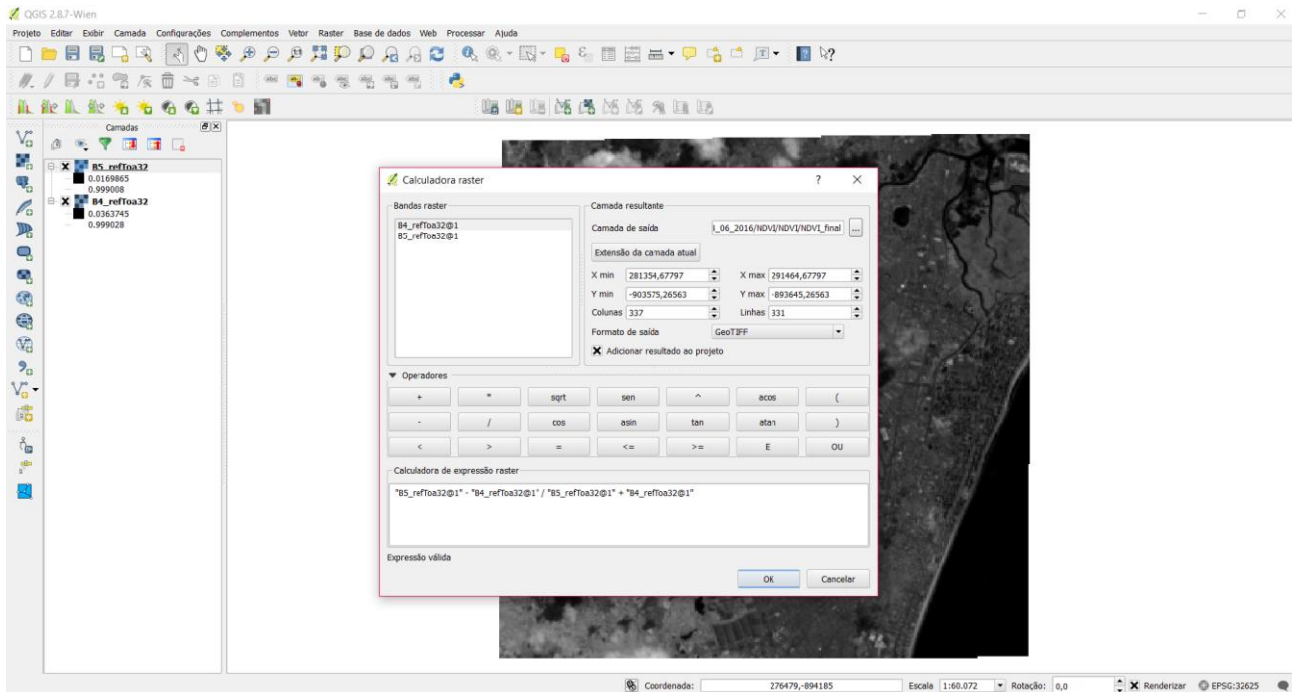 QGIS 2.8.7-Wien
Projeto Editar Exibir Camada Configurações Complementos Vetor Raster Base de dados Web Processar Ajuda
Camadas
B5_refToa32
0.0169865
0.999008
B4_refToa32
0.0363745
0.999028
Calculadora raster
Bandas raster
B4_refToa32@1
B5_refToa32@1
Camada resultante
Camada de saída I_06_2016/NDVI/NDVI/NDVI_final ...
Extensão da camada atual
X min 281354,67797 X max 291464,67797
Y min -903575,26563 Y max -893645,26563
Colunas 337 Linhas 331
Formato de saída GeoTIFF
Adicionar resultado ao projeto
Operadores
+ * sqrt sen ^ acos (
- / cos asin tan atan )
< > = <= >= E OU
Calculadora de expressão raster
"B5_refToa32@1" - "B4_refToa32@1" / "B5_refToa32@1" + "B4_refToa32@1"
Expressão válida
OK Cancelar
Coordenada: 276479,-894185 Escala 1:60.072 Rotação: 0,0 Renderizar EPSG:32625